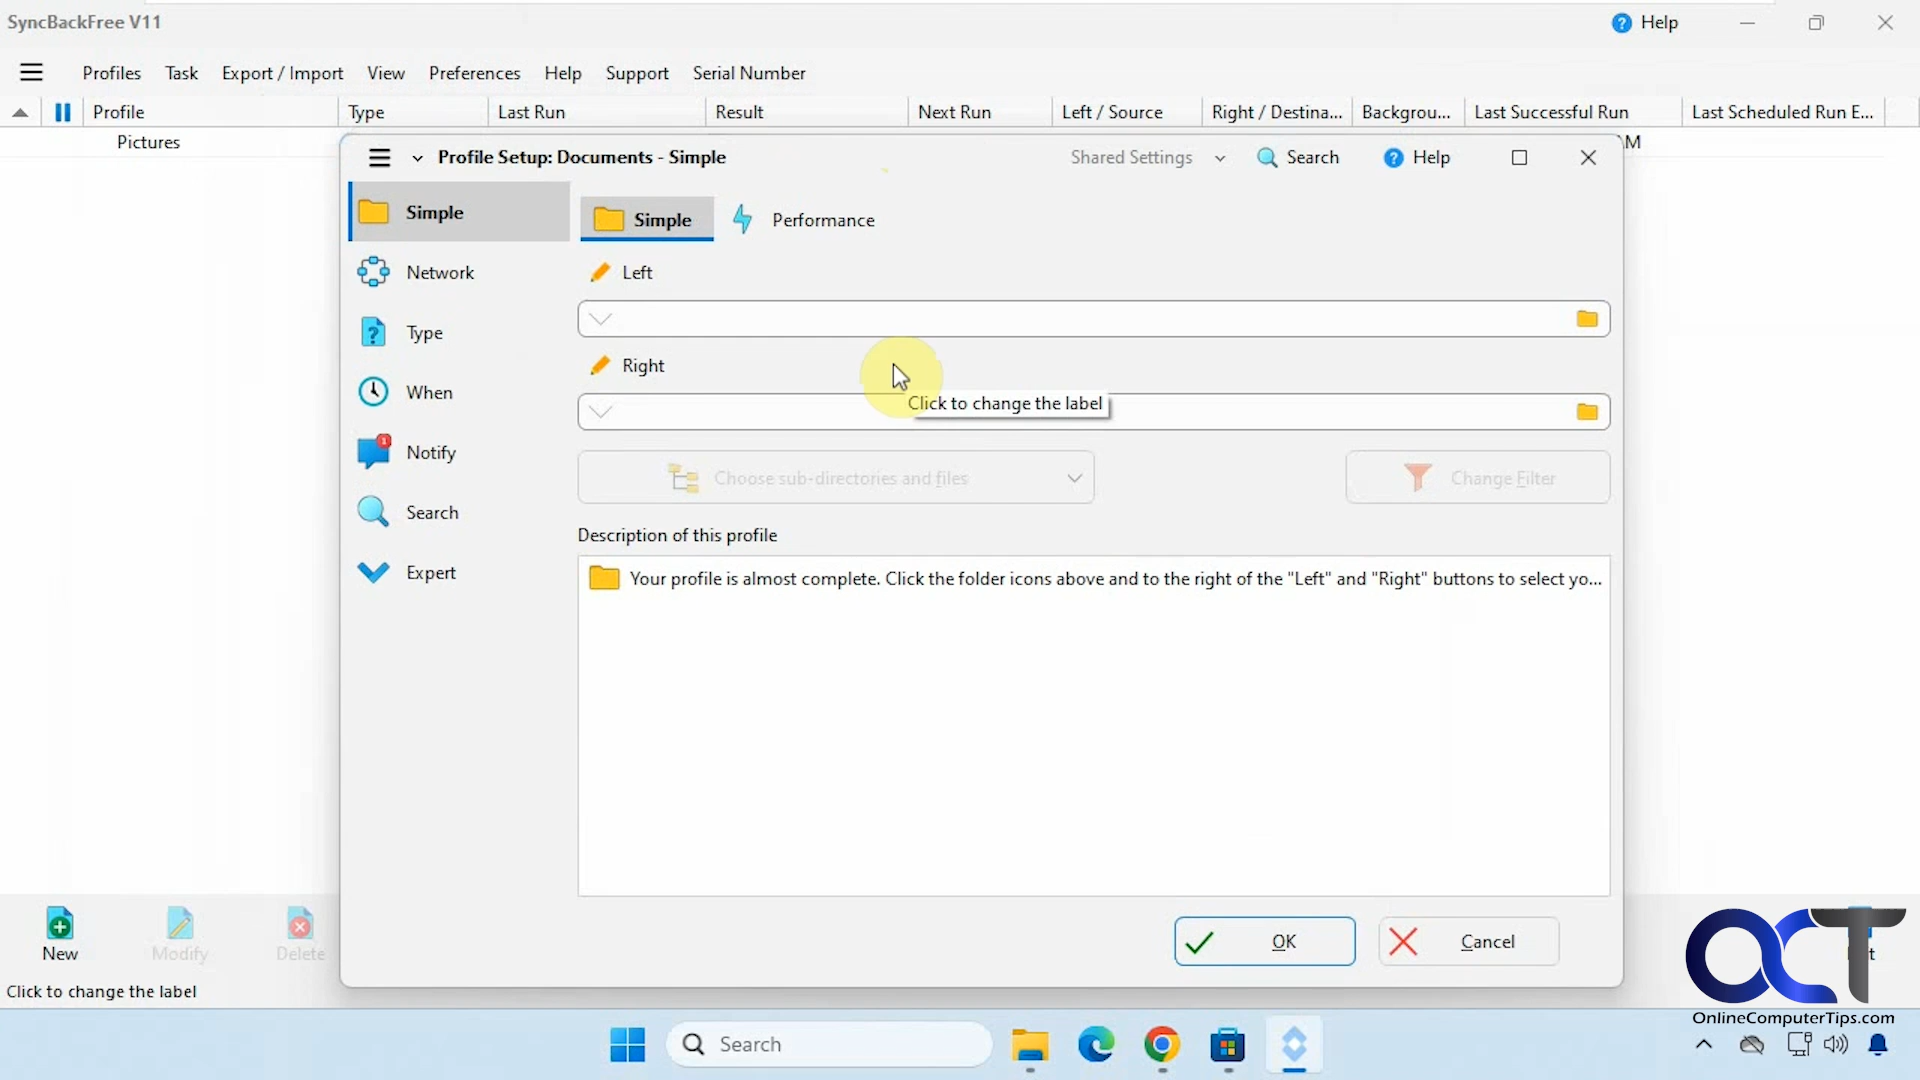 SyncBackFree V11
Help
Profiles Task Export / Import View Preferences Help Support Serial Number
Profile Type Last Run Result Next Run Left / Source Right / Destina... Backgrou... Last Successful Run Last Scheduled Run E...
Pictures
M
Profile Setup: Documents - Simple
Shared Settings
Search
Help
Simple
Network
Type
When
Notify
1
Search
Expert
Simple
Performance
Left
Right
Click to change the label
Choose sub-directories and files
Change Filter
Description of this profile
Your profile is almost complete. Click the folder icons above and to the right of the "Left" and "Right" buttons to select yo...
OK
Cancel
New
Modify
Delete
Click to change the label
OCT
OnlineComputerTips.com
Search